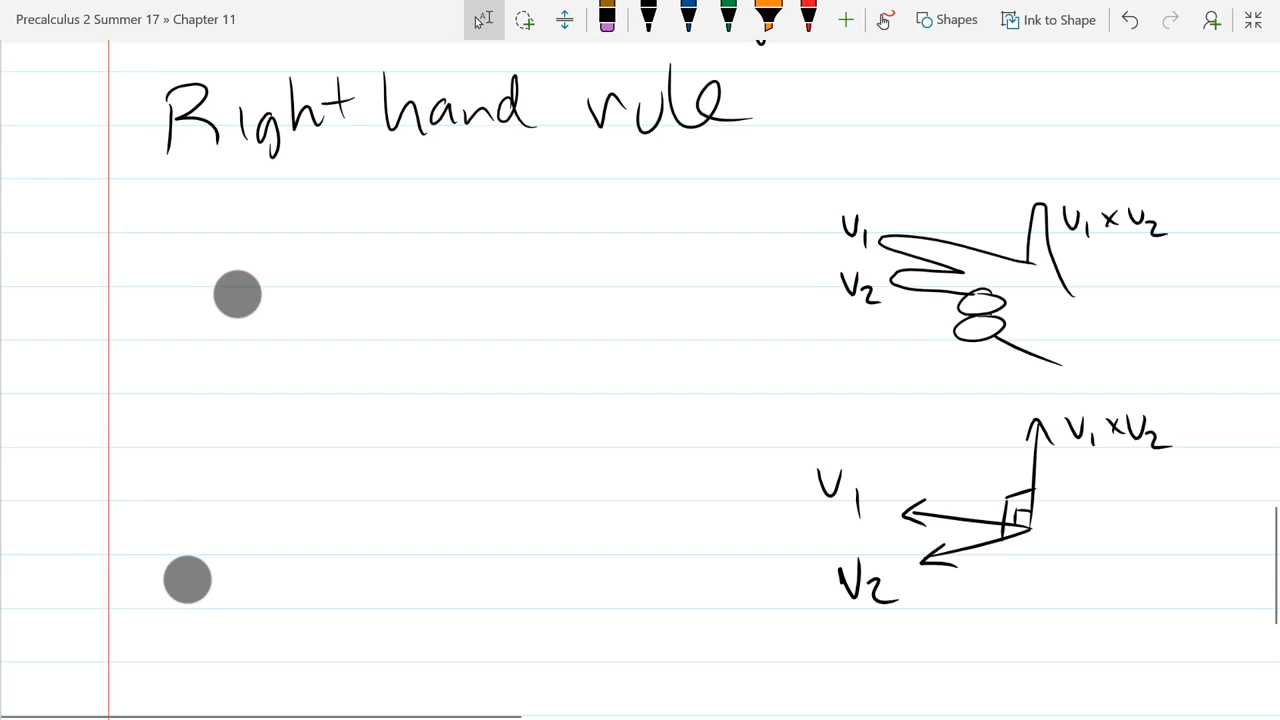 Precalculus 2 Summer 17 » Chapter 11
Shapes
Ink to Shape
Right hand rule
V1
V1 × V2
V2
V1 × V2
V1
V2